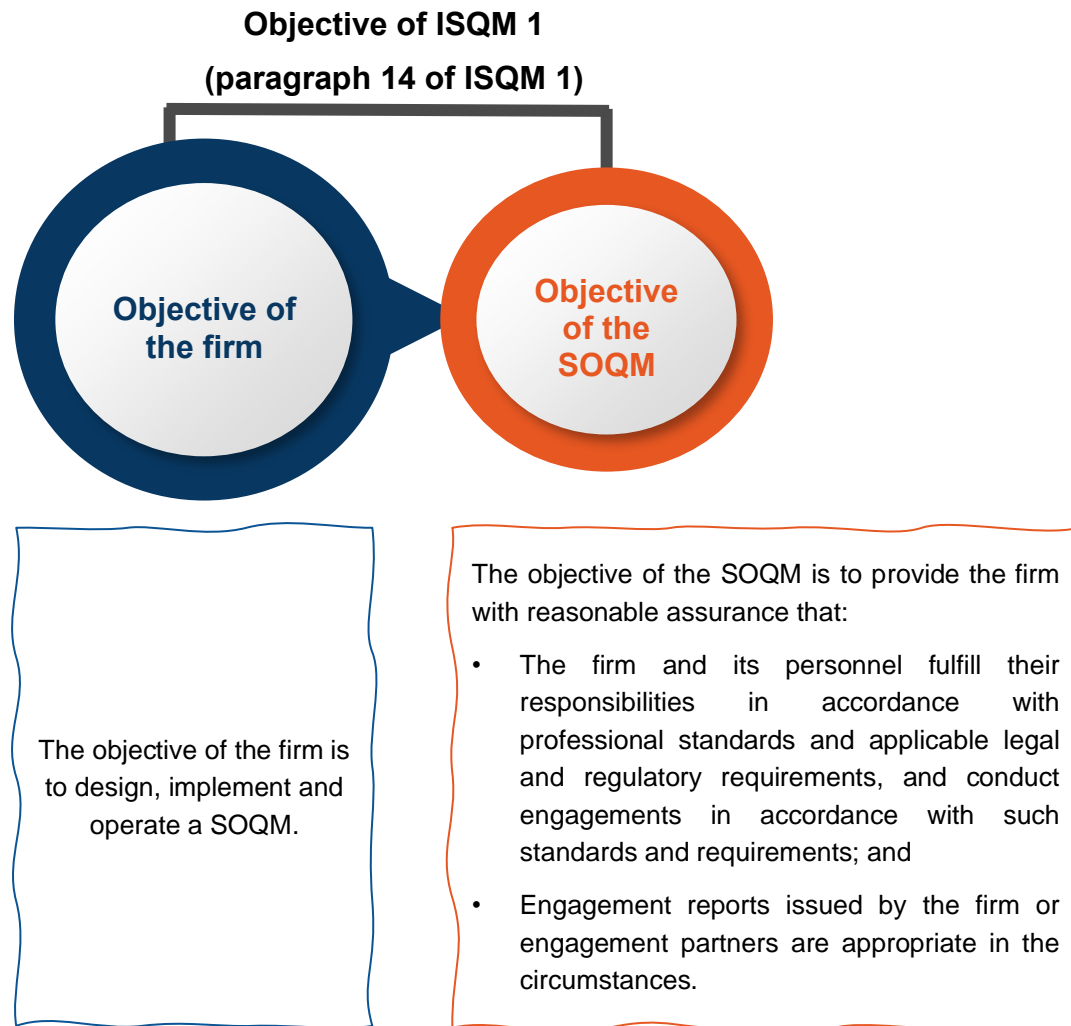 Objective of ISQM 1
(paragraph 14 of ISQM 1)
Objective of
the firm
Objective
of the
SOQM
The objective of the firm is
to design, implement and
operate a SOQM.
The objective of the SOQM is to provide the firm
with reasonable assurance that:
• The firm and its personnel fulfill their
responsibilities in accordance with
professional standards and applicable legal
and regulatory requirements, and conduct
engagements in accordance with such
standards and requirements; and
• Engagement reports issued by the firm or
engagement partners are appropriate in the
circumstances.